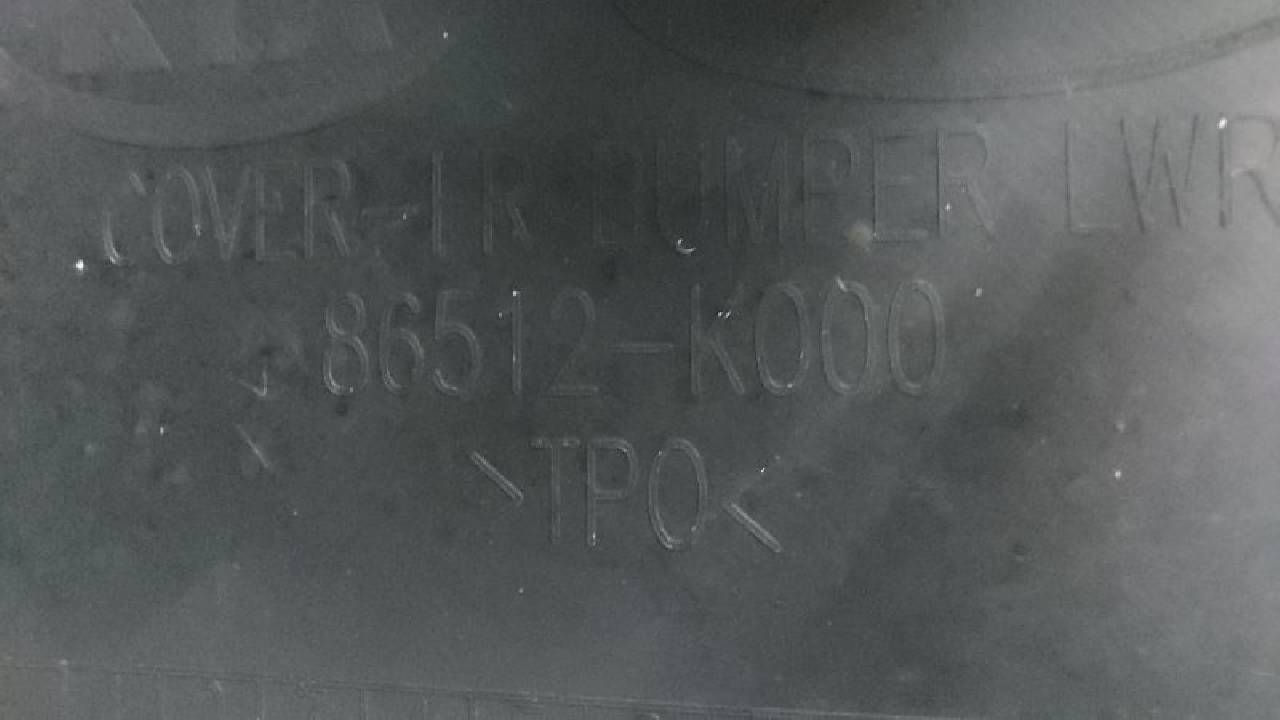 COVER-FR BUMPER LWR
86512-K000
>TPO<